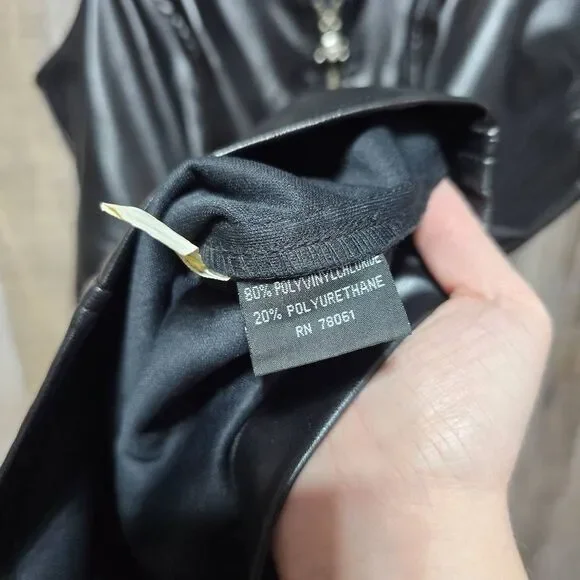 80% POLYVINYLCHLORIDE
20% POLYURETHANE
RN 78061